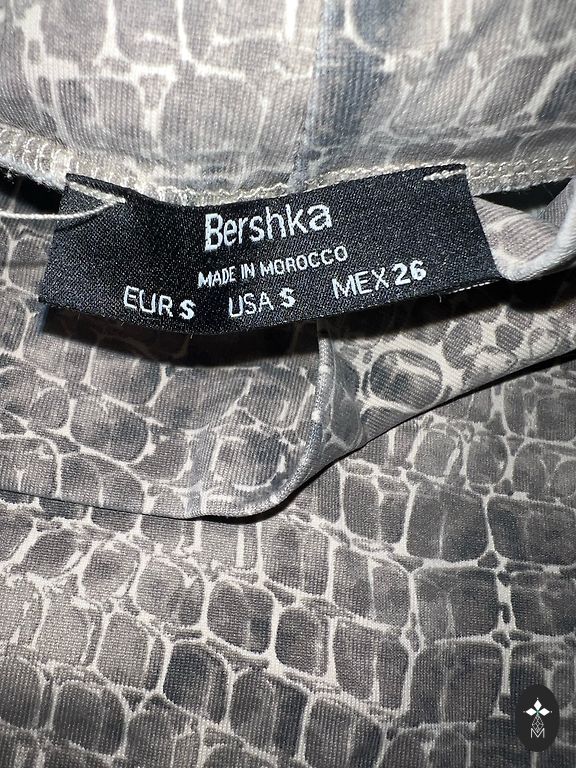 Bershka
MADE IN MOROCCO
EUR S USA S MEX 26
M